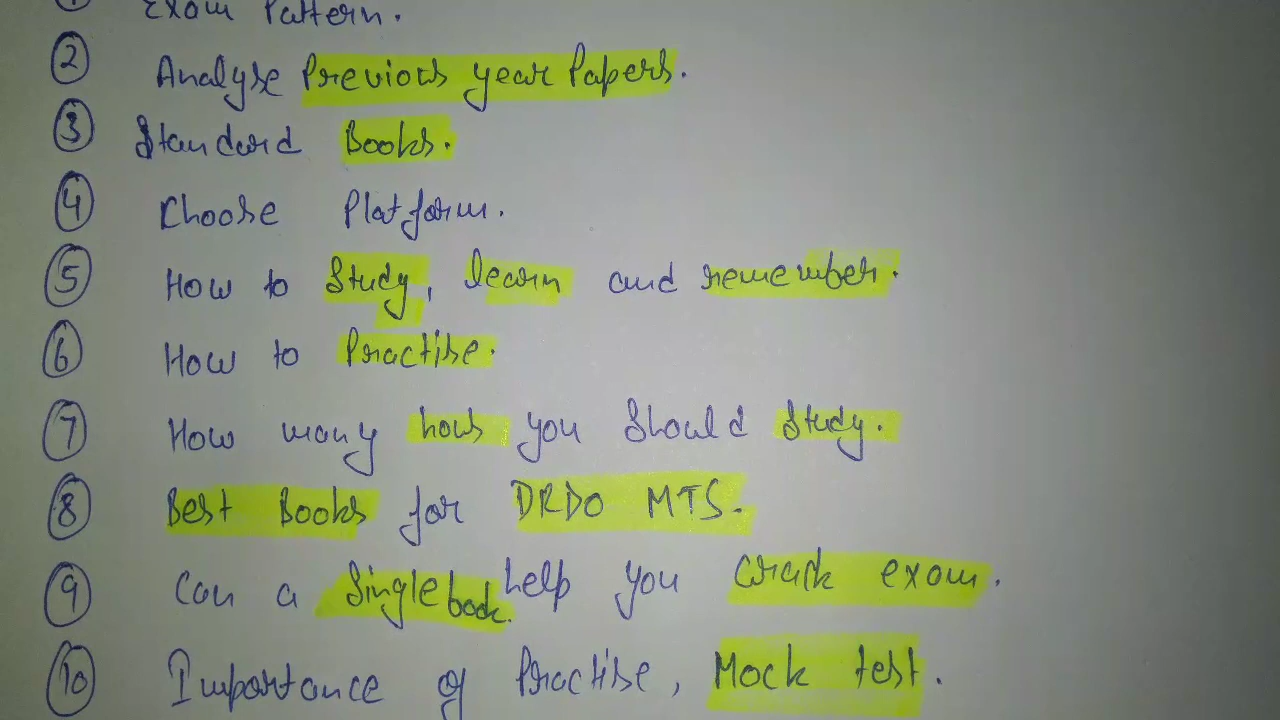 ① Exam Pattern.
② Analyse Previous year Papers.
③ Standard Books.
④ Choose Platform.
⑤ How to Study, learn and remember.
⑥ How to Practise.
⑦ How many hous you Should Study.
⑧ Best Books for DRDO MTS.
⑨ Can a Single book. help you Crack exam.
⑩ Importance of Practise, Mock test.